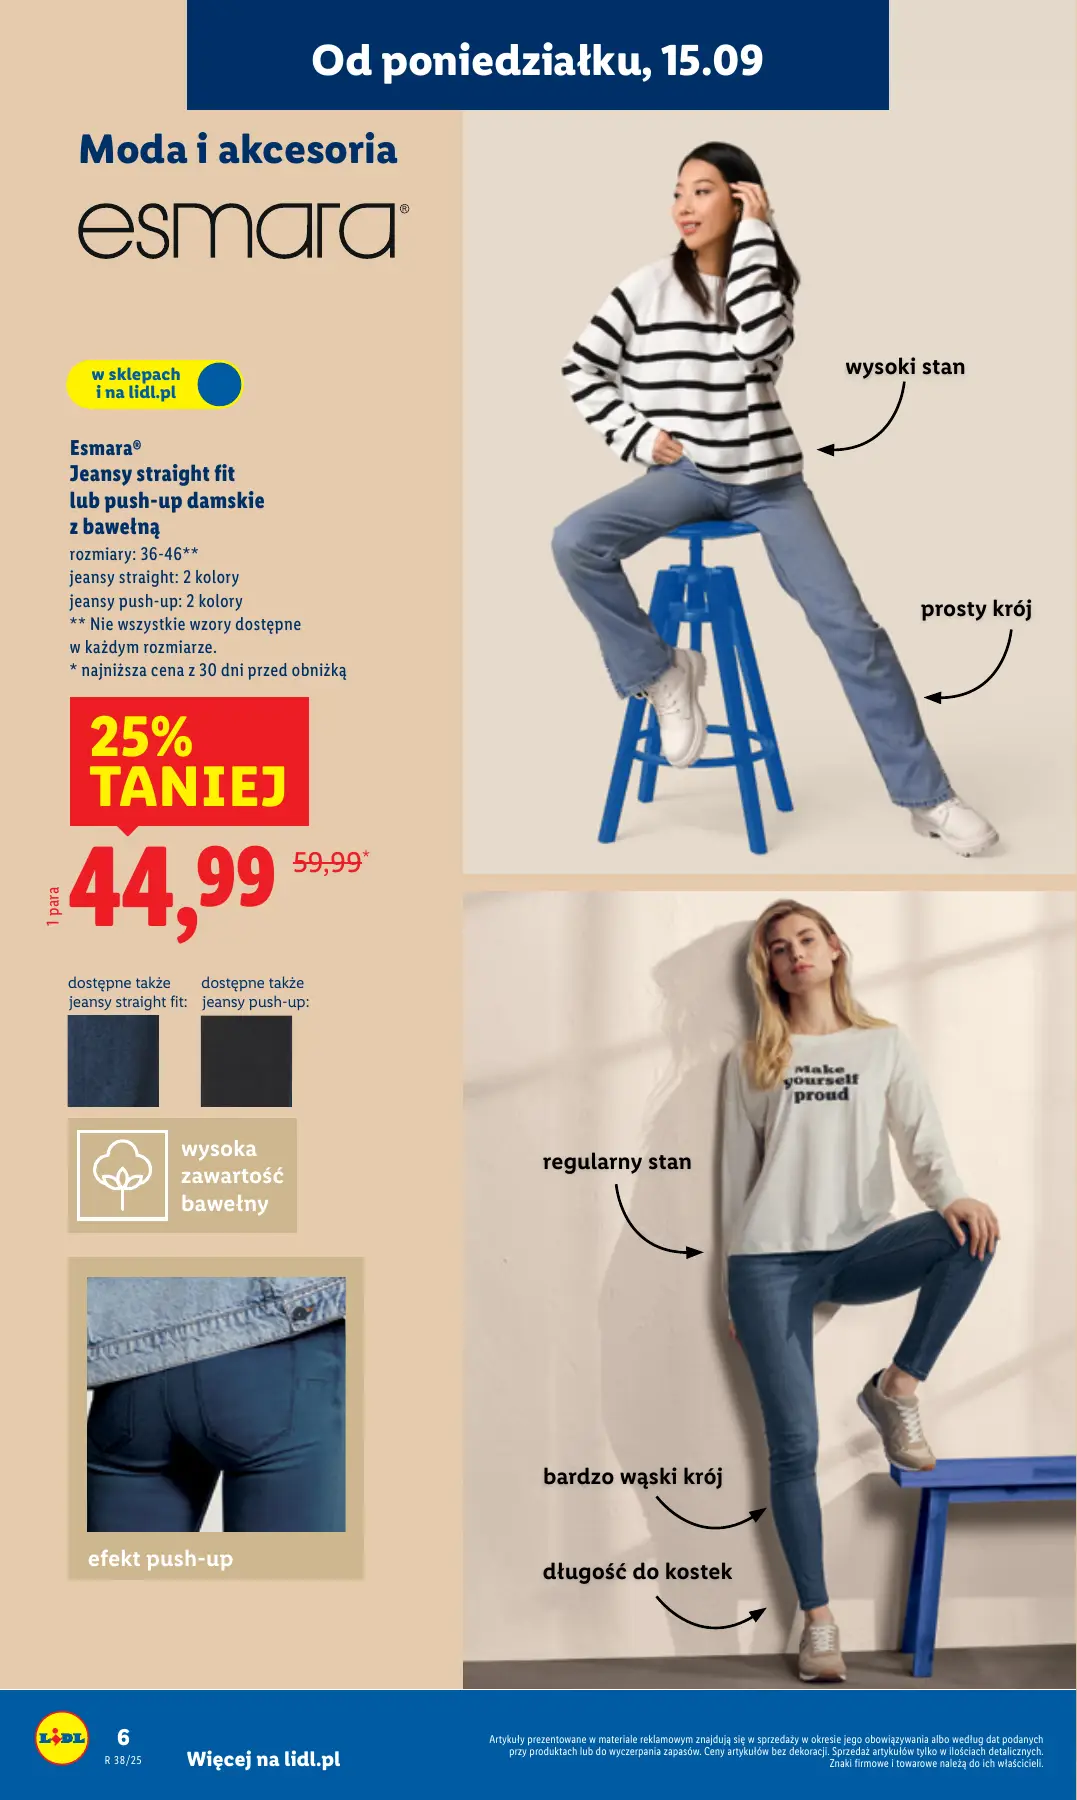 Od poniedziałku, 15.09
Moda i akcesoria
esmara®
w sklepach
i na lidl.pl
Esmara®
Jeansy straight fit
lub push-up damskie
z bawełną
rozmiary: 36-46**
jeansy straight: 2 kolory
jeansy push-up: 2 kolory
** Nie wszystkie wzory dostępne
w każdym rozmiarze.
* najniższa cena z 30 dni przed obniżką
25%
TANIEJ
1 para
44,99
59,99*
dostępne także
jeansy straight fit:
dostępne także
jeansy push-up:
wysoka
zawartość
bawełny
efekt push-up
wysoki stan
prosty krój
Make
yourself
proud
regularny stan
bardzo wąski krój
długość do kostek
LIDL
6
R 38/25
Więcej na lidl.pl
Artykuły prezentowane w materiale reklamowym znajdują się w sprzedaży w okresie jego obowiązywania albo według dat podanych
przy produktach lub do wyczerpania zapasów. Ceny artykułów bez dekoracji. Sprzedaż artykułów tylko w ilościach detalicznych.
Znaki firmowe i towarowe należą do ich właścicieli.